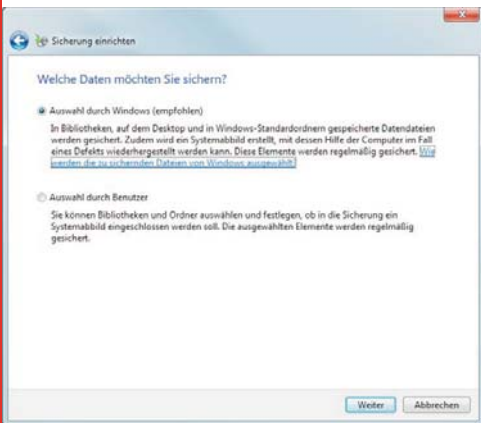 Sicherung einrichten
Welche Daten möchten Sie sichern?
Auswahl durch Windows (empfohlen)
In Bibliotheken, auf dem Desktop und in Windows-Standardordnern gespeicherte Datendateien
werden gesichert. Zudem wird ein Systemabbild erstellt, mit dessen Hilfe der Computer im Fall
eines Defekts wiederhergestellt werden kann. Diese Elemente werden regelmäßig gesichert. Wie
werden die zu sichernden Dateien von Windows ausgewählt?
Auswahl durch Benutzer
Sie können Bibliotheken und Ordner auswählen und festlegen, ob in die Sicherung ein
Systemabbild eingeschlossen werden soll. Die ausgewählten Elemente werden regelmäßig
gesichert.
Weiter
Abbrechen